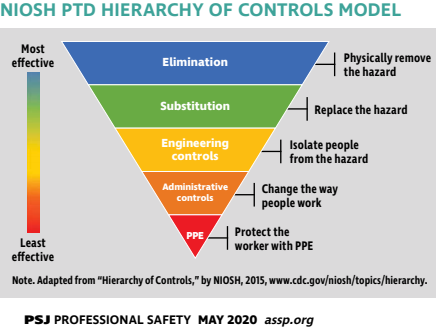 NIOSH PTD HIERARCHY OF CONTROLS MODEL
Most
effective
Elimination
Physically remove
the hazard
Substitution
Replace the hazard
Engineering
controls
Isolate people
from the hazard
Administrative
controls
Change the way
people work
PPE
Protect the
worker with PPE
Least
effective
Note. Adapted from “Hierarchy of Controls,” by NIOSH, 2015, www.cdc.gov/niosh/topics/hierarchy.
PSJ PROFESSIONAL SAFETY MAY 2020 assp.org